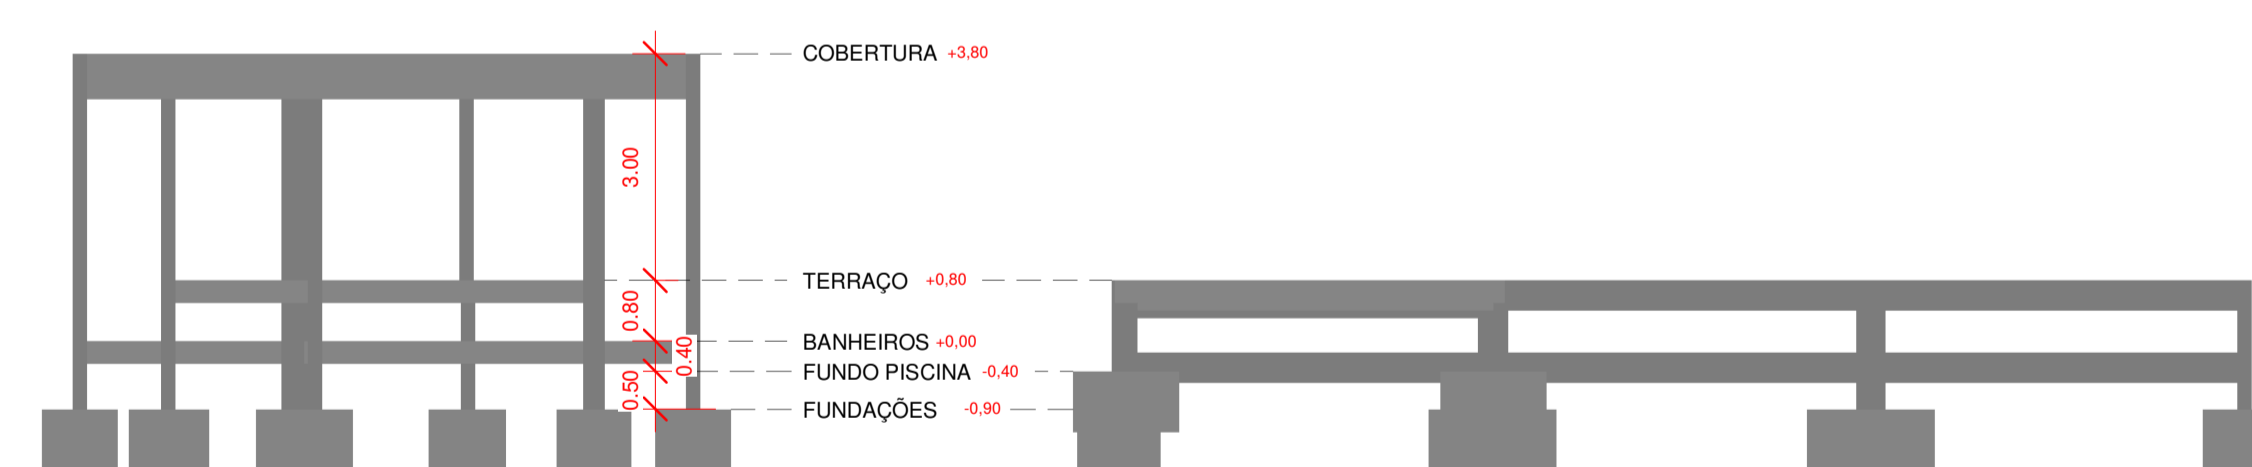 COBERTURA +3,80
3.00
TERRAÇO +0,80
0.80
BANHEIROS +0,00
0.40
FUNDO PISCINA -0,40
0.50
FUNDAÇÕES -0,90